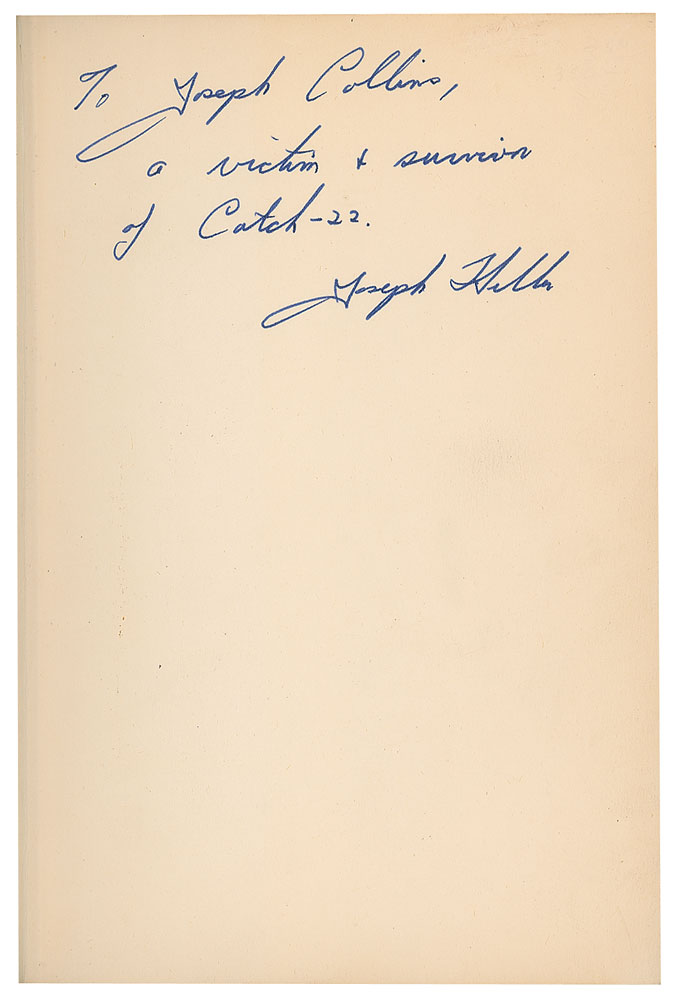 To Joseph Collins,
a victim & survivor
of Catch-22.
Joseph Heller